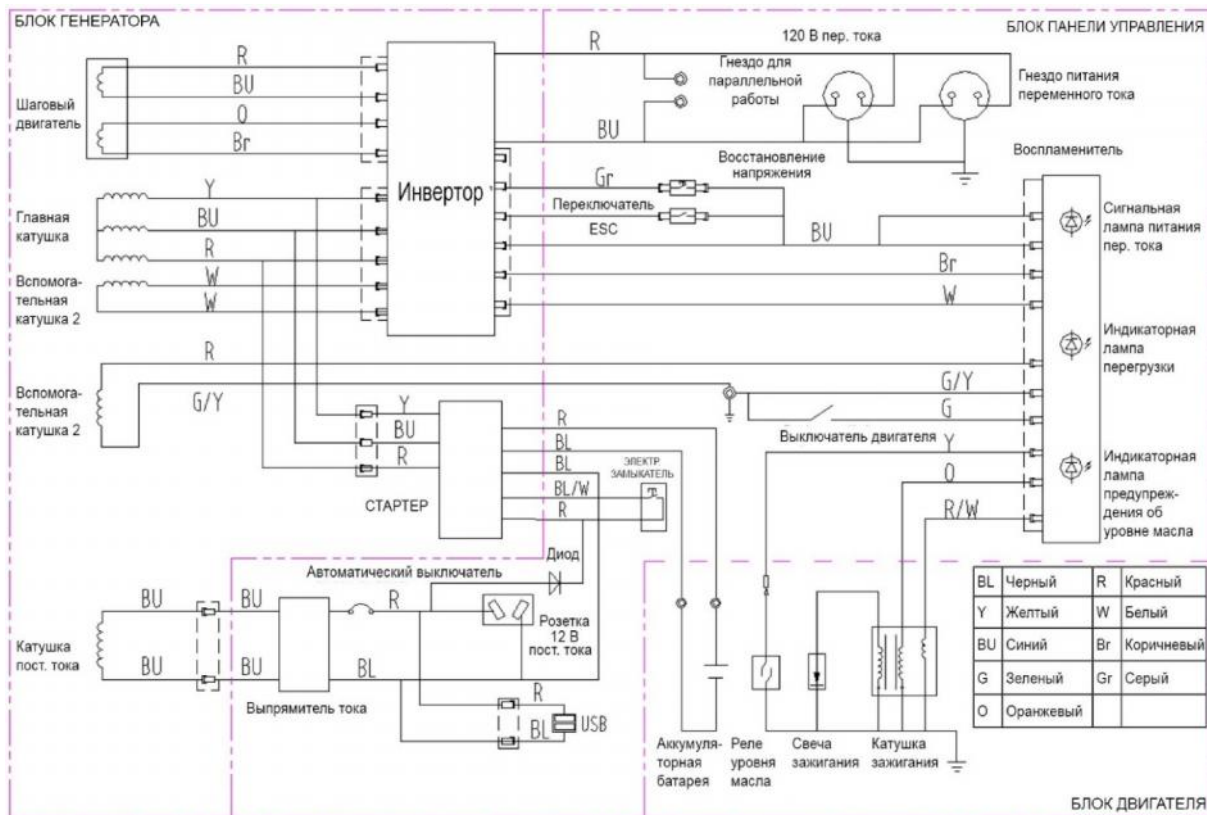 БЛОК ГЕНЕРАТОРА
БЛОК ПАНЕЛИ УПРАВЛЕНИЯ
Шаговый
двигатель
R
BU
O
Br
Главная
катушка
Y
BU
R
Вспомога-
тельная
катушка 2
W
W
Вспомога-
тельная
катушка 2
R
G/Y
Инвертор
R
BU
120 В пер. тока
Гнездо для
параллельной
работы
Гнездо питания
переменного тока
Восстановление
напряжения
Gr
Переключатель
ESC
BU
Br
W
Воспламенитель
Сигнальная
лампа питания
пер. тока
Индикаторная
лампа
перегрузки
Индикаторная
лампа
предупреж-
дения об
уровне масла
G/Y
G
Выключатель двигателя
Y
O
R/W
Y
BU
R
СТАРТЕР
R
BL
BL
BL/W
R
ЭЛЕКТР
ЗАМЫКАТЕЛЬ
Диод
Автоматический выключатель
Катушка
пост. тока
BU
BU
BU
BU
R
BL
Выпрямитель тока
Розетка
12 В
пост. тока
R
BL
USB
Аккумуля-
торная
батарея
Реле
уровня
масла
Свеча
зажигания
Катушка
зажигания
BL Черный R Красный
Y Желтый W Белый
BU Синий Br Коричневый
G Зеленый Gr Серый
O Оранжевый
БЛОК ДВИГАТЕЛЯ